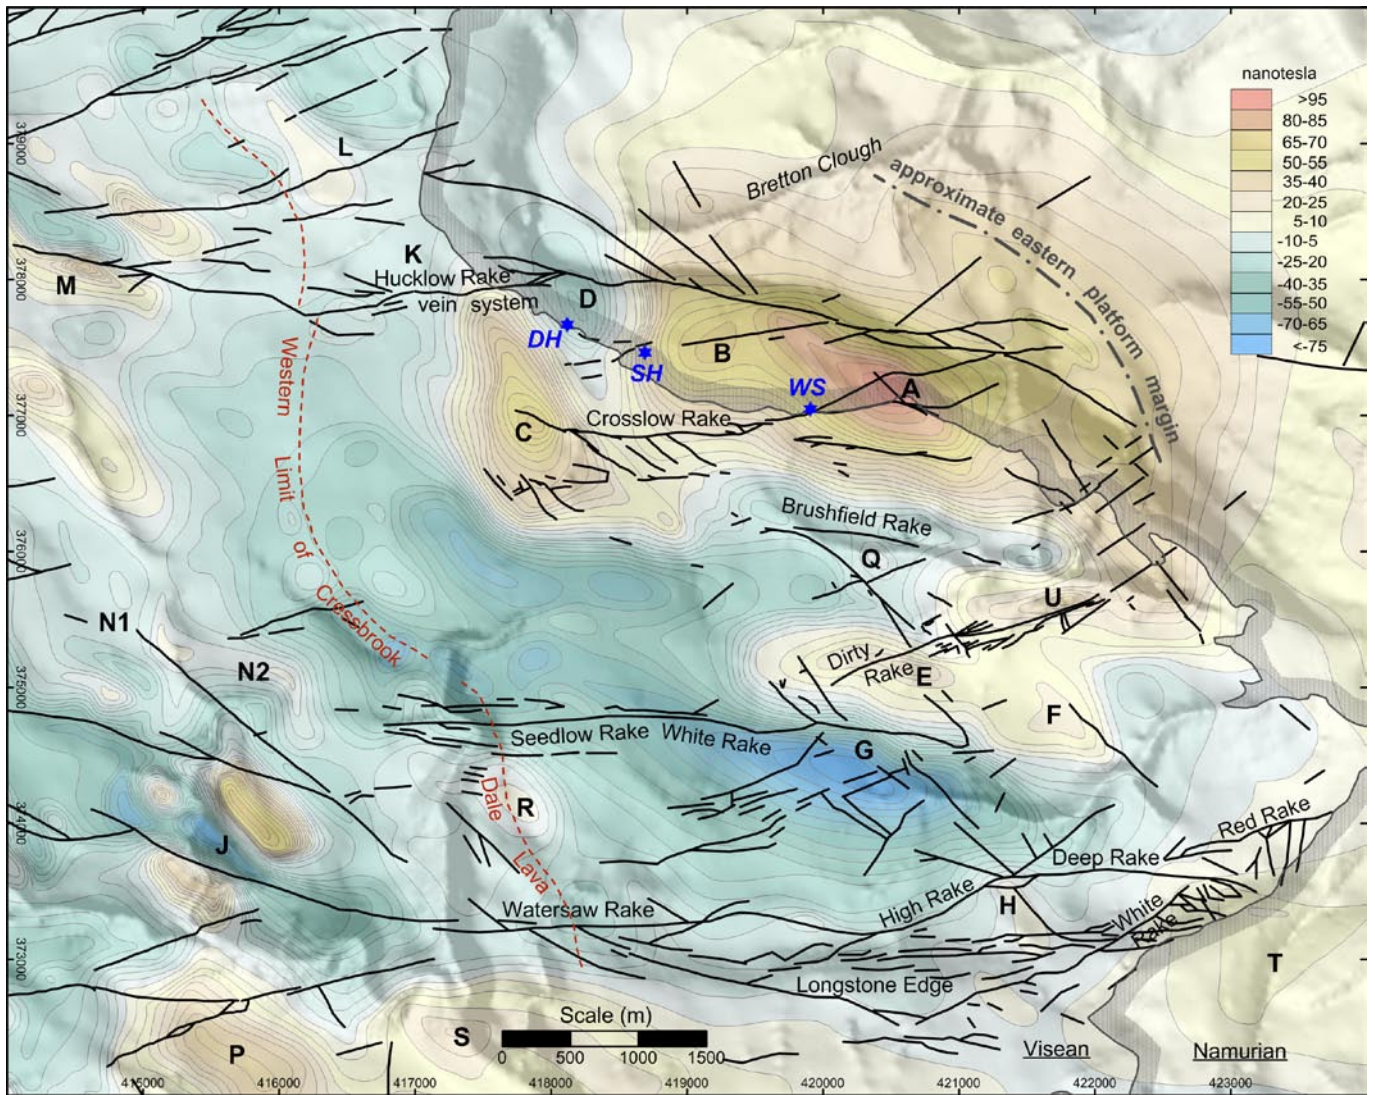 nanotesla
>95
80-85
65-70
50-55
35-40
20-25
5-10
-10-5
-25-20
-40-35
-55-50
-70-65
<-75
379000
378000
377000
376000
375000
374000
373000
L
Bretton Clough
approximate eastern platform margin
K
M
Hucklow Rake
vein system
D
DH
SH
B
WS
A
C
Crosslow Rake
Western Limit of Cressbrook Dale Lava
Brushfield Rake
Q
U
N1
N2
Dirty
Rake
E
F
Seedlow Rake
White Rake
G
R
J
Red Rake
Deep Rake
High Rake
H
White
Rake
Watersaw Rake
T
Longstone Edge
Scale (m)
0 500 1000 1500
S
P
Visean
Namurian
415000 416000 417000 418000 419000 420000 421000 422000 423000